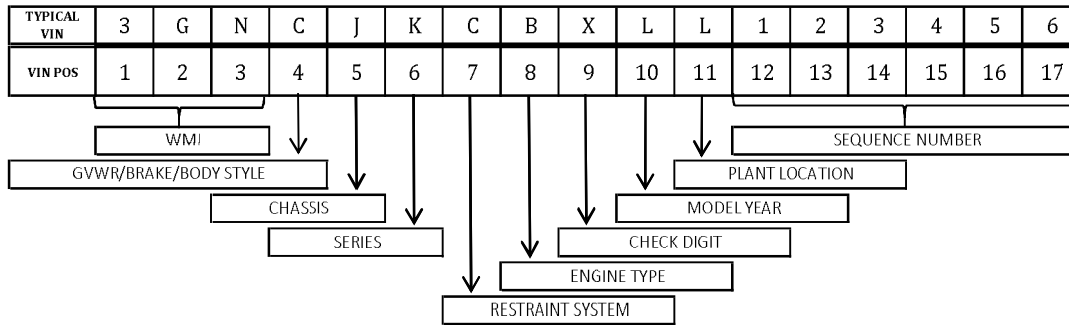 TYPICAL VIN 3 G N C J K C B X L L 1 2 3 4 5 6
VIN POS 1 2 3 4 5 6 7 8 9 10 11 12 13 14 15 16 17
WMI
SEQUENCE NUMBER
GVWR/BRAKE/BODY STYLE
PLANT LOCATION
CHASSIS
MODEL YEAR
SERIES
CHECK DIGIT
ENGINE TYPE
RESTRAINT SYSTEM